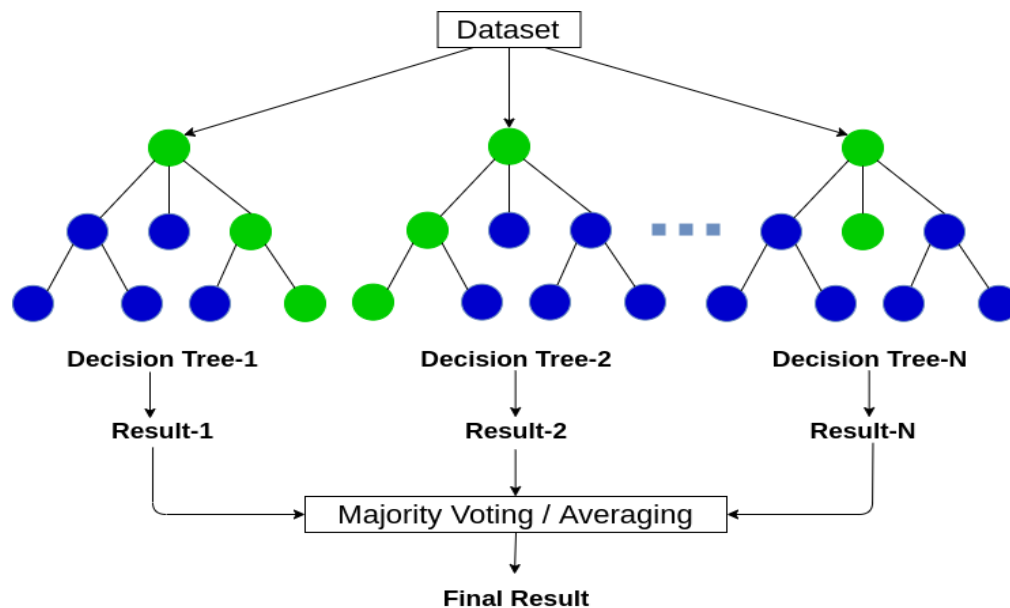 Dataset
Decision Tree-1
Decision Tree-2
Decision Tree-N
Result-1
Result-2
Result-N
Majority Voting / Averaging
Final Result